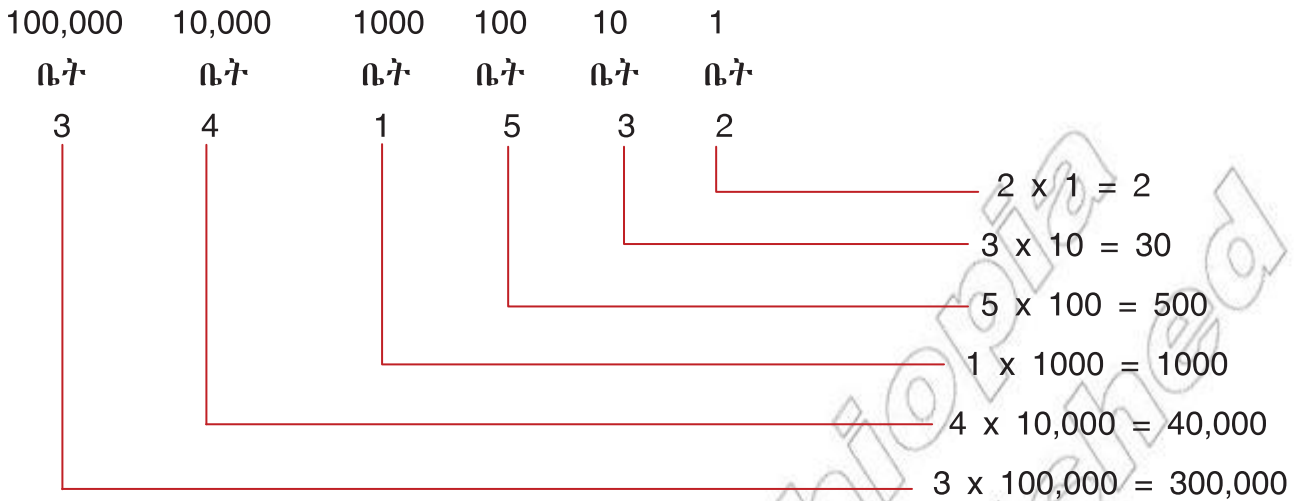 100,000 10,000 1000 100 10 1
ቤት ቤት ቤት ቤት ቤት ቤት
3 4 1 5 3 2
2 x 1 = 2
3 x 10 = 30
5 x 100 = 500
1 x 1000 = 1000
4 x 10,000 = 40,000
3 x 100,000 = 300,000